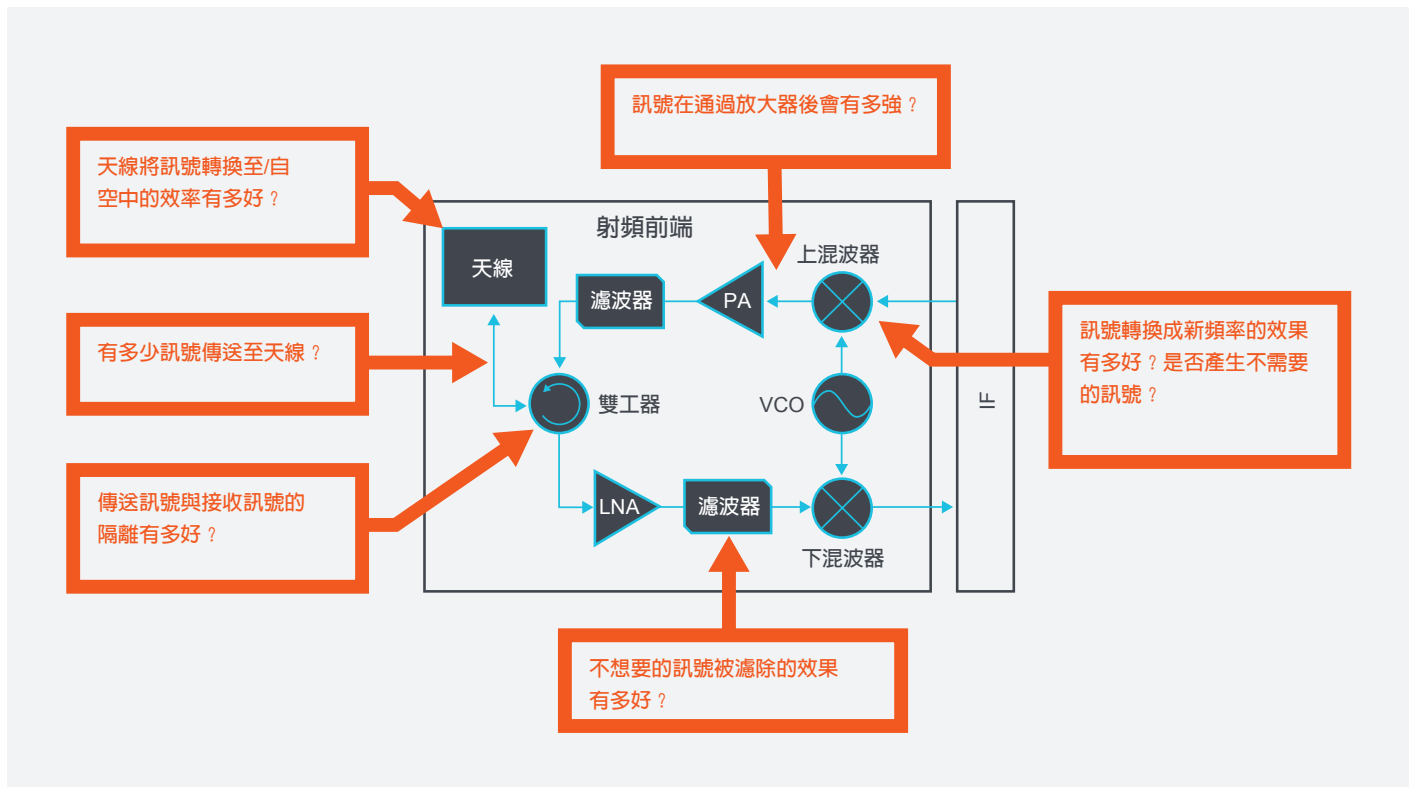 訊號在通過放大器後會有多強？
天線將訊號轉換至/自
空中的效率有多好？
射頻前端
上混波器
天線
濾波器
PA
訊號轉換成新頻率的效果
有多好？是否產生不需要
的訊號？
有多少訊號傳送至天線？
雙工器
VCO
IF
傳送訊號與接收訊號的
隔離有多好？
LNA
濾波器
下混波器
不想要的訊號被濾除的效果
有多好？